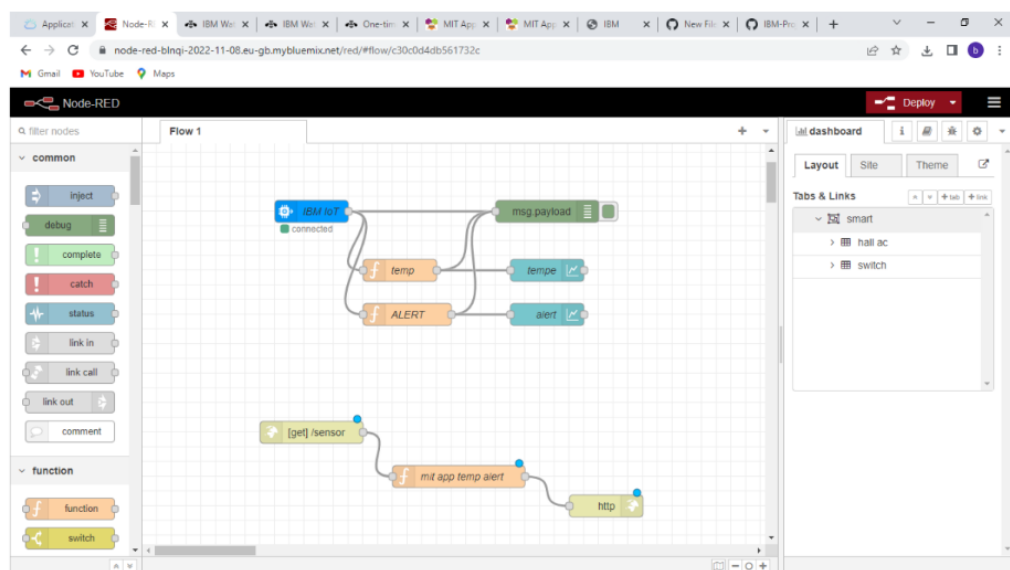 Applicat
Node-R
IBM Wat
IBM Wat
One-tim
MIT App
MIT App
IBM
New File
IBM-Pro
node-red-blnqi-2022-11-08.eu-gb.mybluemix.net/red/#flow/c30c0d4db561732c
b
Gmail YouTube Maps
Node-RED
Deploy
filter nodes
Flow 1
dashboard
i
common
Layout Site Theme
inject
Tabs & Links
tab
link
IBM IoT
msg.payload
smart
debug
connected
hall ac
complete
temp
tempe
switch
catch
status
ALERT
alert
link in
link call
link out
comment
[get] /sensor
function
mit app temp alert
function
http
switch